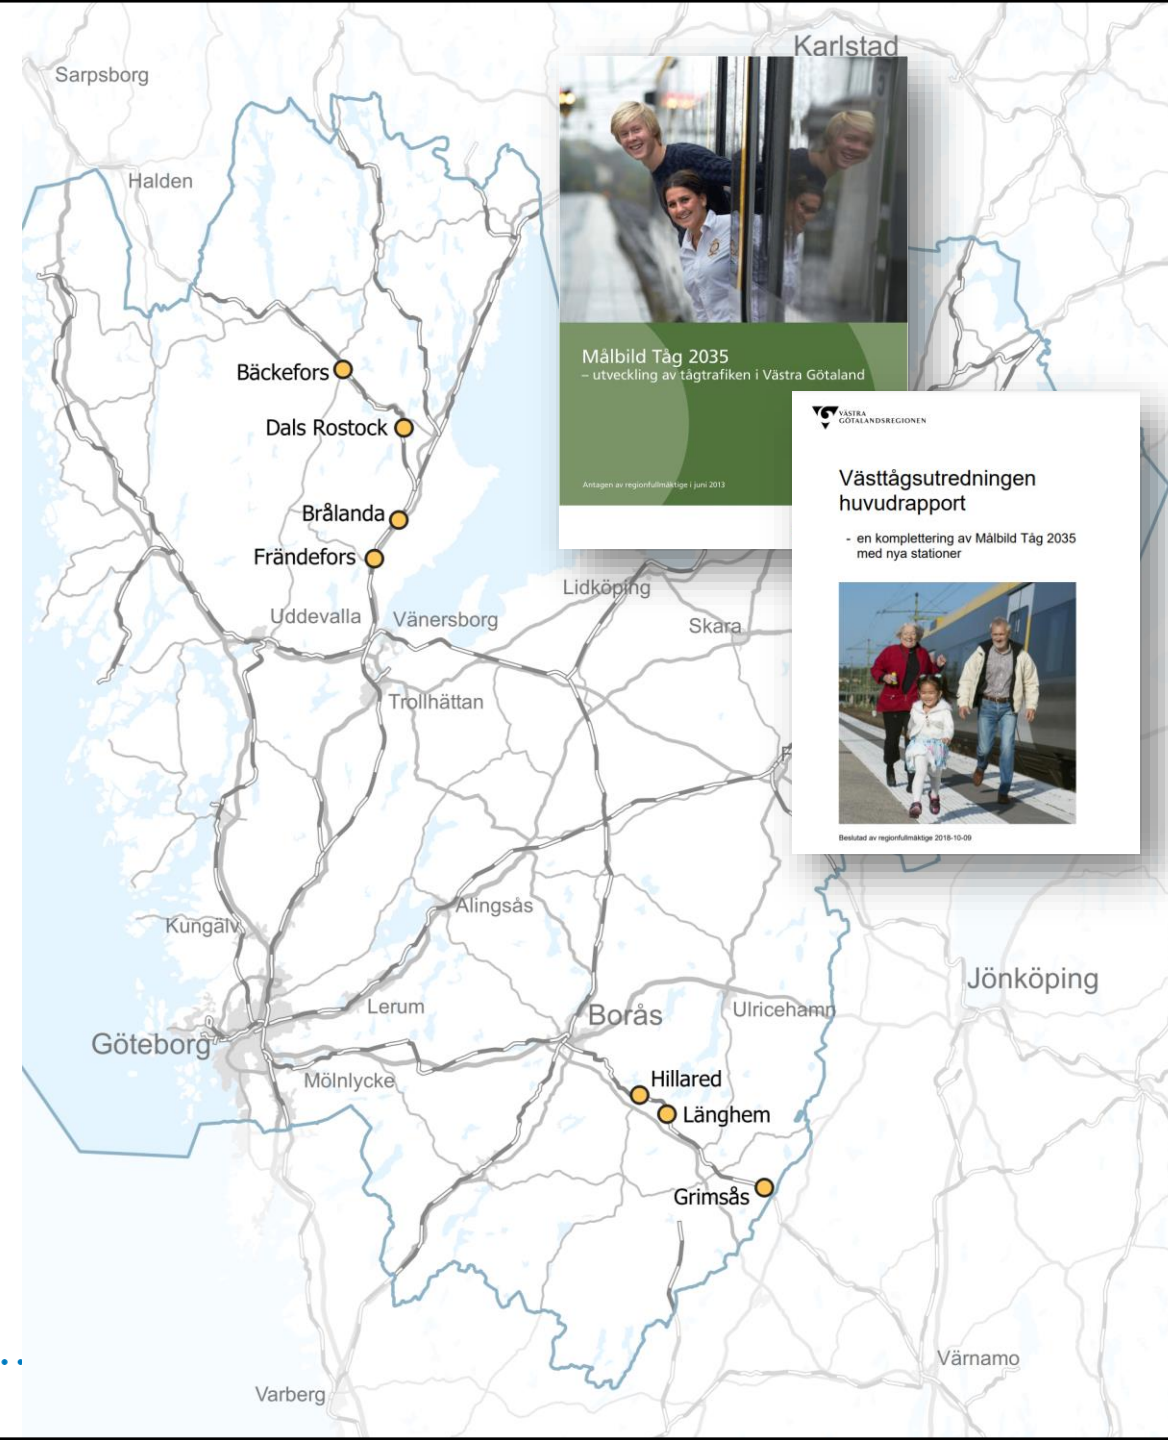 Karlstad
Sarpsborg
Halden
Målbild Tåg 2035
– utveckling av tågtrafiken i Västra Götaland
Antagen av regionfullmäktige i juni 2013
Bäckefors
Dals Rostock
Brålanda
Frändefors
VÄSTRA
GÖTALANDSREGIONEN
Västtågsutredningen
huvudrapport
- en komplettering av Målbild Tåg 2035
med nya stationer
Beslutad av regionfullmäktige 2018-10-09
Lidköping
Uddevalla
Vänersborg
Skara
Trollhättan
F
Alingsås
Kungälv
Jönköping
Lerum
Borås
Ulricehamn
Göteborg
Mölnlycke
Hillared
Länghem
Grimsås
Värnamo
Varberg